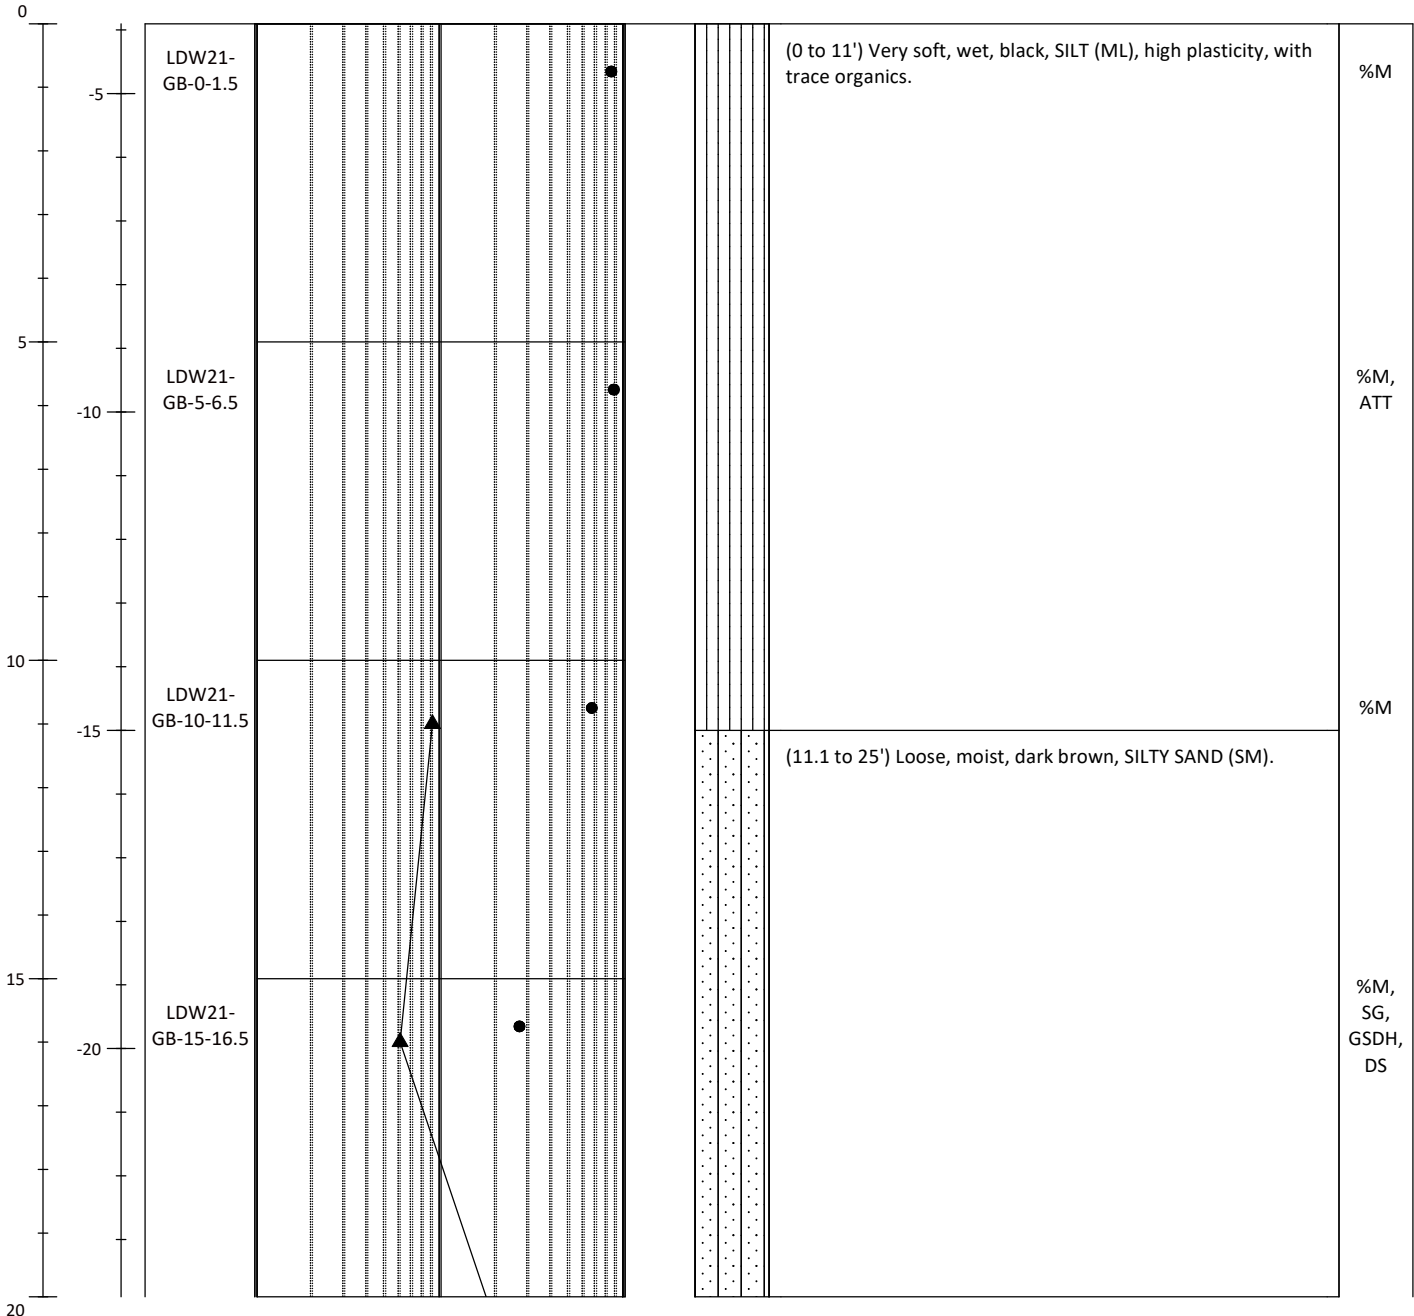 0
LDW21-
GB-0-1.5
(0 to 11') Very soft, wet, black, SILT (ML), high plasticity, with
trace organics.
%M
-5
5
LDW21-
GB-5-6.5
%M,
ATT
-10
10
LDW21-
GB-10-11.5
%M
-15
(11.1 to 25') Loose, moist, dark brown, SILTY SAND (SM).
15
LDW21-
GB-15-16.5
%M,
SG,
GSDH,
DS
-20
20